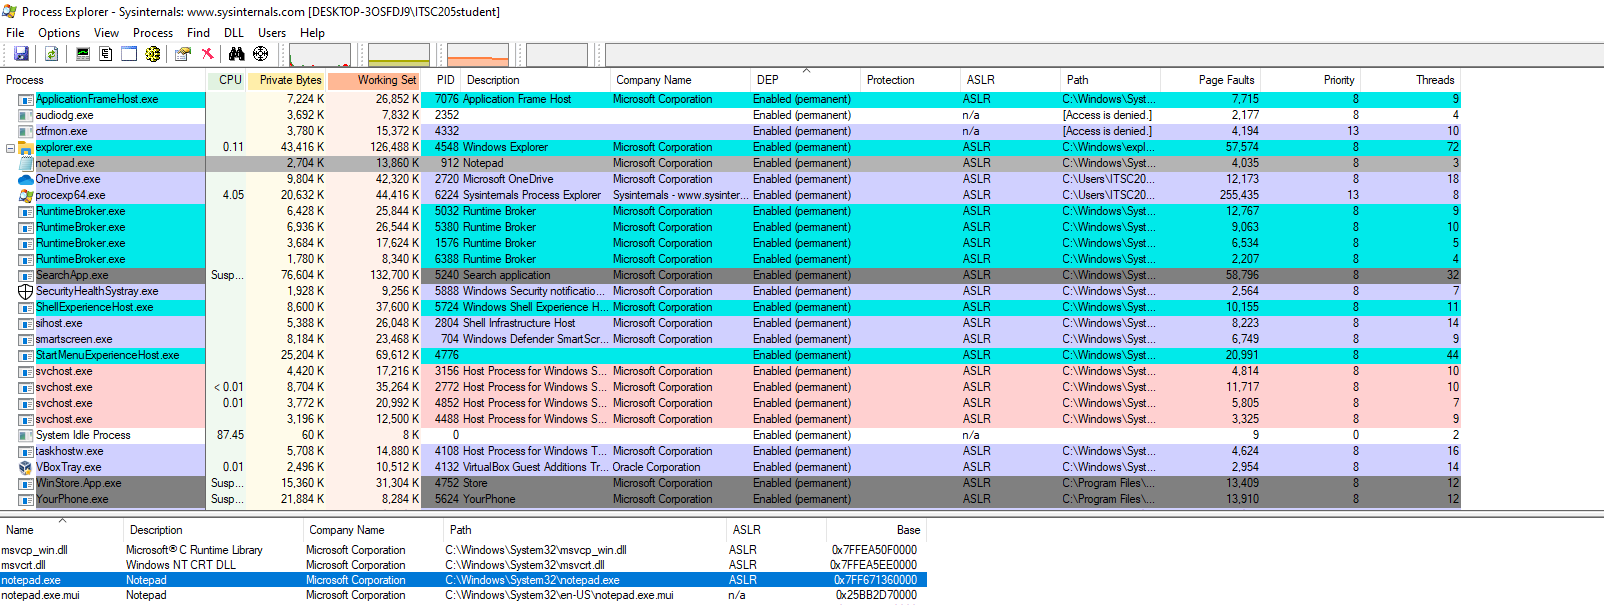 Process Explorer - Sysinternals: www.sysinternals.com [DESKTOP-3OSFDJ9\ITSC205student]
File Options View Process Find DLL Users Help
Process CPU Private Bytes Working Set PID Description Company Name DEP Protection ASLR Path Page Faults Priority Threads
ApplicationFrameHost.exe 7,224 K 26,852 K 7076 Application Frame Host Microsoft Corporation Enabled (permanent) ASLR C:\Windows\Syst... 7,715 8 9
audiodg.exe 3,692 K 7,832 K 2352 Enabled (permanent) n/a [Access is denied.] 2,177 8 4
ctfmon.exe 3,780 K 15,372 K 4332 Enabled (permanent) n/a [Access is denied.] 4,194 13 10
explorer.exe 0.11 43,416 K 126,488 K 4548 Windows Explorer Microsoft Corporation Enabled (permanent) ASLR C:\Windows\expl... 57,574 8 72
notepad.exe 2,704 K 13,860 K 912 Notepad Microsoft Corporation Enabled (permanent) ASLR C:\Windows\Syst... 4,035 8 3
OneDrive.exe 9,804 K 42,320 K 2720 Microsoft OneDrive Microsoft Corporation Enabled (permanent) ASLR C:\Users\ITSC20... 12,173 8 18
procexp64.exe 4.05 20,632 K 44,416 K 6224 Sysinternals Process Explorer Sysinternals - www.sysinter... Enabled (permanent) ASLR C:\Users\ITSC20... 255,435 13 8
RuntimeBroker.exe 6,428 K 25,844 K 5032 Runtime Broker Microsoft Corporation Enabled (permanent) ASLR C:\Windows\Syst... 12,767 8 9
RuntimeBroker.exe 6,936 K 26,544 K 5380 Runtime Broker Microsoft Corporation Enabled (permanent) ASLR C:\Windows\Syst... 9,063 8 10
RuntimeBroker.exe 3,684 K 17,624 K 1576 Runtime Broker Microsoft Corporation Enabled (permanent) ASLR C:\Windows\Syst... 6,534 8 5
RuntimeBroker.exe 1,780 K 8,340 K 6388 Runtime Broker Microsoft Corporation Enabled (permanent) ASLR C:\Windows\Syst... 2,207 8 4
SearchApp.exe Susp... 76,604 K 132,700 K 5240 Search application Microsoft Corporation Enabled (permanent) ASLR C:\Windows\Syst... 58,796 8 32
SecurityHealthSystray.exe 1,928 K 9,256 K 5888 Windows Security notificatio... Microsoft Corporation Enabled (permanent) ASLR C:\Windows\Syst... 2,564 8 7
ShellExperienceHost.exe 8,600 K 37,600 K 5724 Windows Shell Experience H... Microsoft Corporation Enabled (permanent) ASLR C:\Windows\Syst... 10,155 8 11
sihost.exe 5,388 K 26,048 K 2804 Shell Infrastructure Host Microsoft Corporation Enabled (permanent) ASLR C:\Windows\Syst... 8,223 8 14
smartscreen.exe 8,184 K 23,468 K 704 Windows Defender SmartScr... Microsoft Corporation Enabled (permanent) ASLR C:\Windows\Syst... 6,749 8 9
StartMenuExperienceHost.exe 25,204 K 69,612 K 4776 Enabled (permanent) ASLR C:\Windows\Syst... 20,991 8 44
svchost.exe 4,420 K 17,216 K 3156 Host Process for Windows S... Microsoft Corporation Enabled (permanent) ASLR C:\Windows\Syst... 4,814 8 10
svchost.exe < 0.01 8,704 K 35,264 K 2772 Host Process for Windows S... Microsoft Corporation Enabled (permanent) ASLR C:\Windows\Syst... 11,717 8 10
svchost.exe 0.01 3,772 K 20,992 K 4852 Host Process for Windows S... Microsoft Corporation Enabled (permanent) ASLR C:\Windows\Syst... 5,805 8 7
svchost.exe 3,196 K 12,500 K 4488 Host Process for Windows S... Microsoft Corporation Enabled (permanent) ASLR C:\Windows\Syst... 3,325 8 9
System Idle Process 87.45 60 K 8 K 0 Enabled (permanent) n/a 9 0 2
taskhostw.exe 5,708 K 14,880 K 4108 Host Process for Windows T... Microsoft Corporation Enabled (permanent) ASLR C:\Windows\Syst... 4,624 8 16
VBoxTray.exe 0.01 2,496 K 10,512 K 4132 VirtualBox Guest Additions Tr... Oracle Corporation Enabled (permanent) ASLR C:\Windows\Syst... 2,954 8 14
WinStore.App.exe Susp... 15,360 K 31,304 K 4752 Store Microsoft Corporation Enabled (permanent) ASLR C:\Program Files\... 13,409 8 12
YourPhone.exe Susp... 21,884 K 8,284 K 5624 YourPhone Microsoft Corporation Enabled (permanent) ASLR C:\Program Files\... 13,910 8 12
Name Description Company Name Path ASLR Base
msvcp_win.dll Microsoft® C Runtime Library Microsoft Corporation C:\Windows\System32\msvcp_win.dll ASLR 0x7FFEA50F0000
msvcrt.dll Windows NT CRT DLL Microsoft Corporation C:\Windows\System32\msvcrt.dll ASLR 0x7FFEA5EE0000
notepad.exe Notepad Microsoft Corporation C:\Windows\System32\notepad.exe ASLR 0x7FF671360000
notepad.exe.mui Notepad Microsoft Corporation C:\Windows\System32\en-US\notepad.exe.mui n/a 0x25BB2D70000